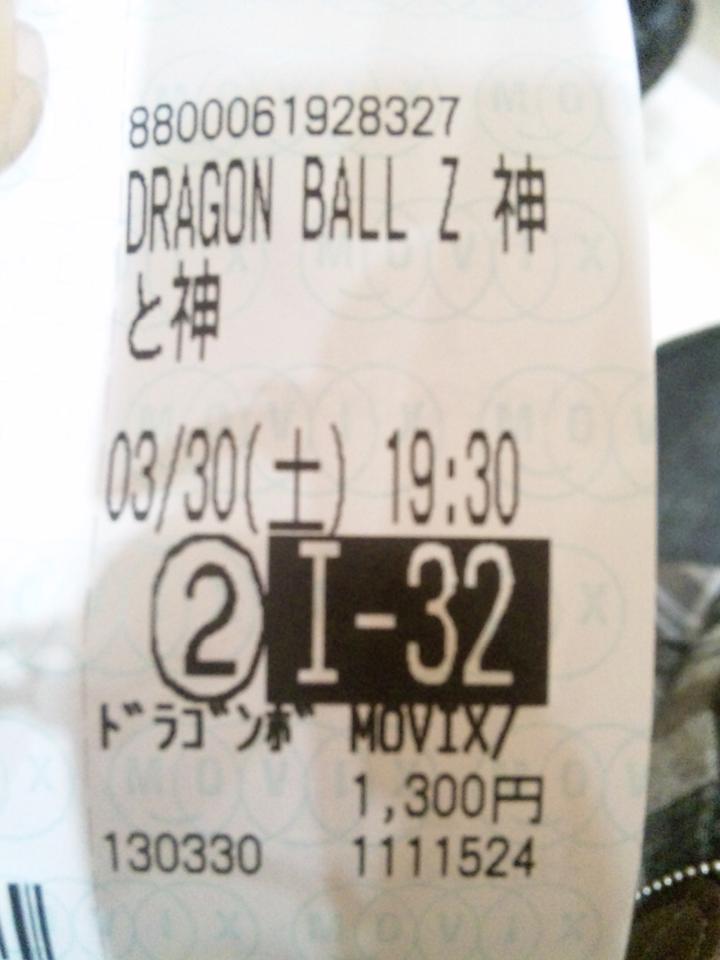 8800061928327
DRAGON BALL Z 神
と神
03/30(土) 19:30
② I-32
ﾄﾞﾗｺﾞﾝﾎﾞ MOVIX/
1,300円
130330 1111524